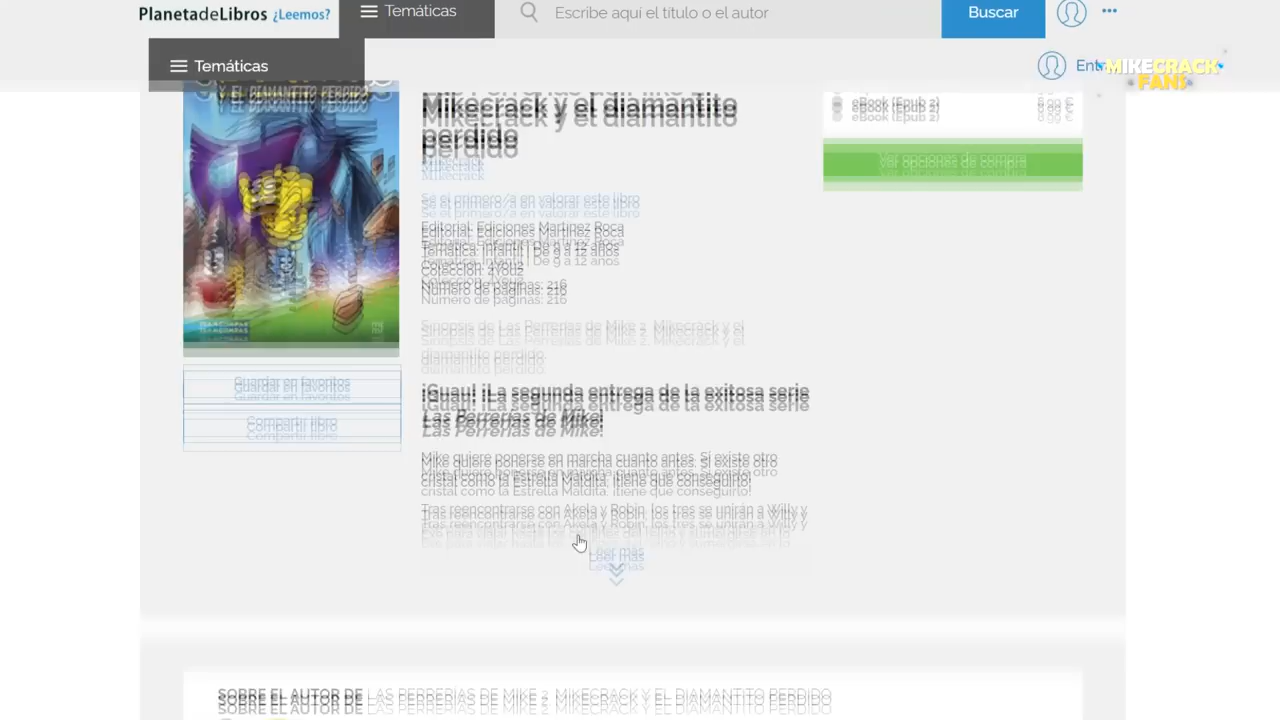 PlanetadeLibros ¿Leemos?
Temáticas
Escribe aquí el título o el autor
Buscar
Temáticas
MIKECRACK
FANS
Y EL DIAMANTITO PERDIDO
Mikecrack y el diamantito
perdido
Mikecrack
Sé el primero/a en valorar este libro
Editorial: Ediciones Martínez Roca
Temática: Infantil | De 9 a 12 años
Colección: 4You2
Número de páginas: 216
Sinopsis de Las Perrerías de Mike 2. Mikecrack y el
diamantito perdido
¡Guau! ¡La segunda entrega de la exitosa serie
Las Perrerías de Mike!
Mike quiere ponerse en marcha cuanto antes. Si existe otro
cristal como la Estrella Maldita, ¡tiene que conseguirlo!
Tras reencontrarse con Akela y Robin, los tres se unirán a Willy y
Leer más
eBook (Epub 2)
Ver opciones de compra
Guardar en favoritos
Compartir libro
SOBRE EL AUTOR DE LAS PERRERÍAS DE MIKE 2. MIKECRACK Y EL DIAMANTITO PERDIDO